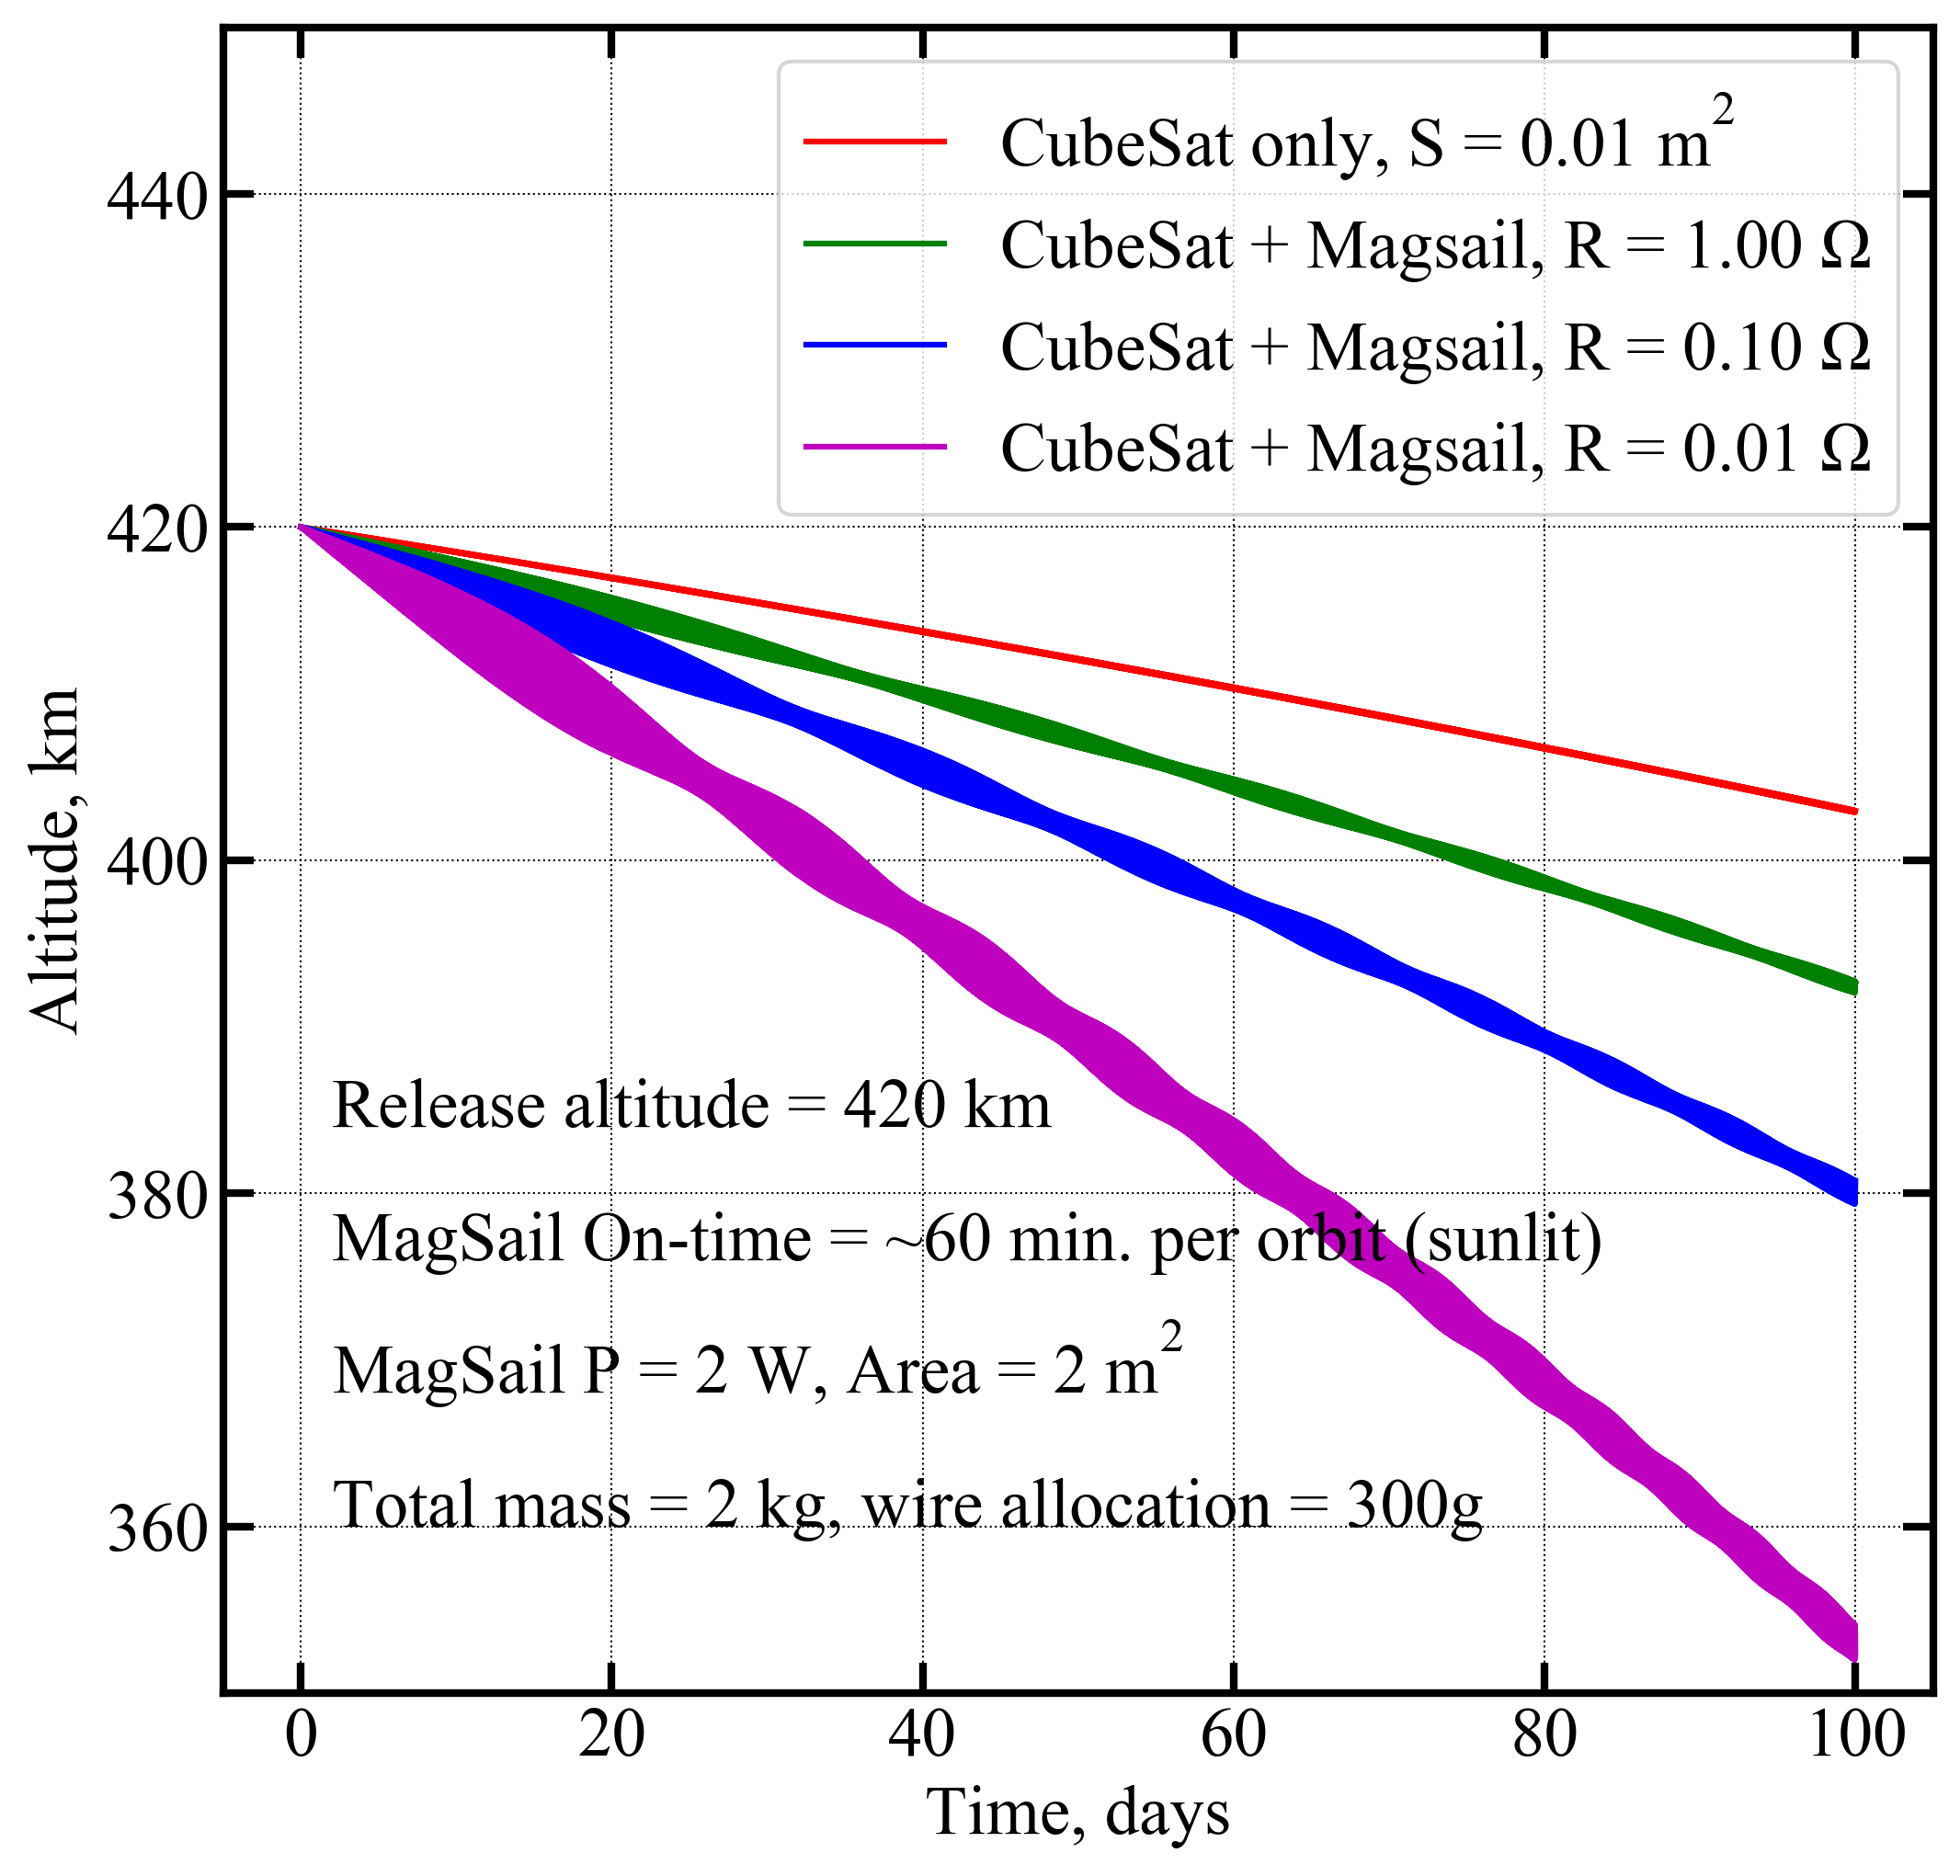 CubeSat only, S = 0.01 m²
CubeSat + Magsail, R = 1.00 Ω
CubeSat + Magsail, R = 0.10 Ω
CubeSat + Magsail, R = 0.01 Ω
440
420
400
380
360
Altitude, km
Release altitude = 420 km
MagSail On-time = ~60 min. per orbit (sunlit)
MagSail P = 2 W, Area = 2 m²
Total mass = 2 kg, wire allocation = 300g
0 20 40 60 80 100
Time, days